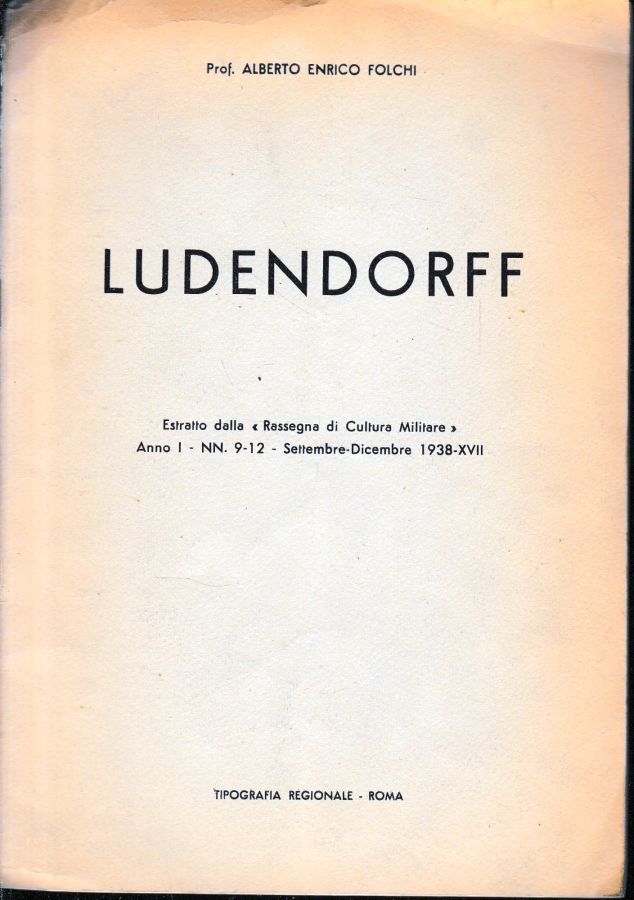 Prof. ALBERTO ENRICO FOLCHI
LUDENDORFF
Estratto dalla « Rassegna di Cultura Militare »
Anno I - NN. 9-12 - Settembre-Dicembre 1938-XVII
TIPOGRAFIA REGIONALE - ROMA